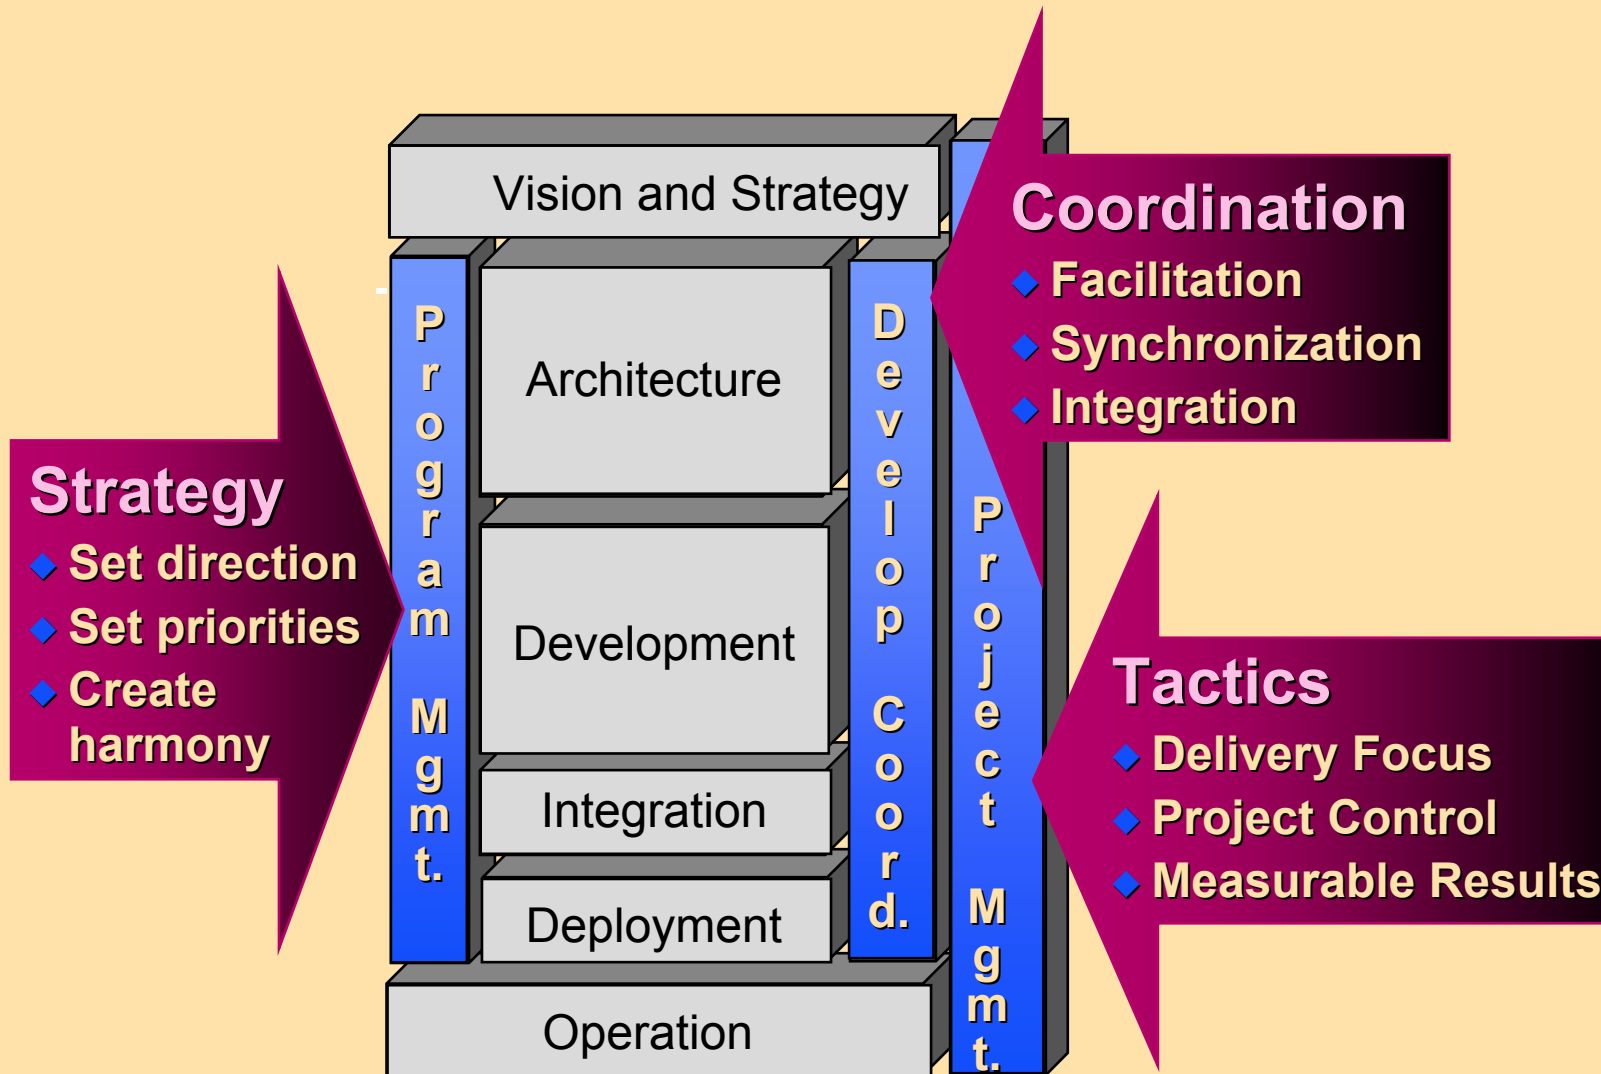 Vision and Strategy
Architecture
Development
Integration
Deployment
Operation
Program Mgmt.
Develop Coord.
Project Mgmt.
Strategy
Set direction
Set priorities
Create
harmony
Coordination
Facilitation
Synchronization
Integration
Tactics
Delivery Focus
Project Control
Measurable Results